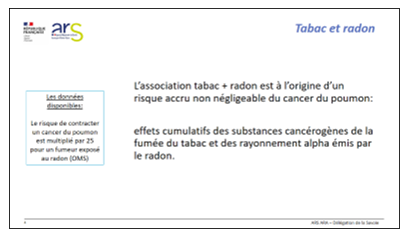 RÉPUBLIQUE
FRANÇAISE
ars
Tabac et radon
Les données
disponibles:
Le risque de contracter
un cancer du poumon
est multiplié par 25
pour un fumeur exposé
au radon (OMS)
L'association tabac + radon est à l'origine d'un
risque accru non négligeable du cancer du poumon:
effets cumulatifs des substances cancérogènes de la
fumée du tabac et des rayonnement alpha émis par
le radon.
ARS ARA – Délégation de la Savoie